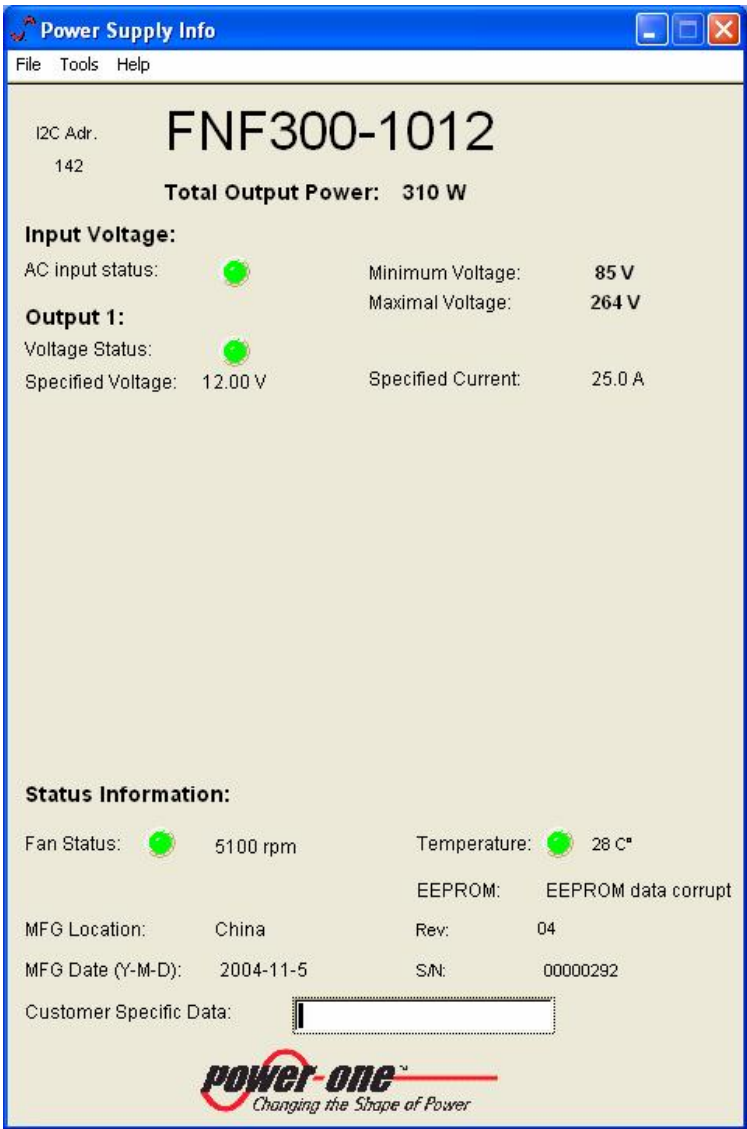 Power Supply Info
File Tools Help
I2C Adr.
142
FNF300-1012
Total Output Power: 310 W
Input Voltage:
AC input status:
Minimum Voltage: 85 V
Maximal Voltage: 264 V
Output 1:
Voltage Status:
Specified Voltage: 12.00 V
Specified Current: 25.0 A
Status Information:
Fan Status: 5100 rpm
Temperature: 28 C°
EEPROM: EEPROM data corrupt
MFG Location: China
Rev: 04
MFG Date (Y-M-D): 2004-11-5
S/N: 00000292
Customer Specific Data:
power-one™
Changing the Shape of Power